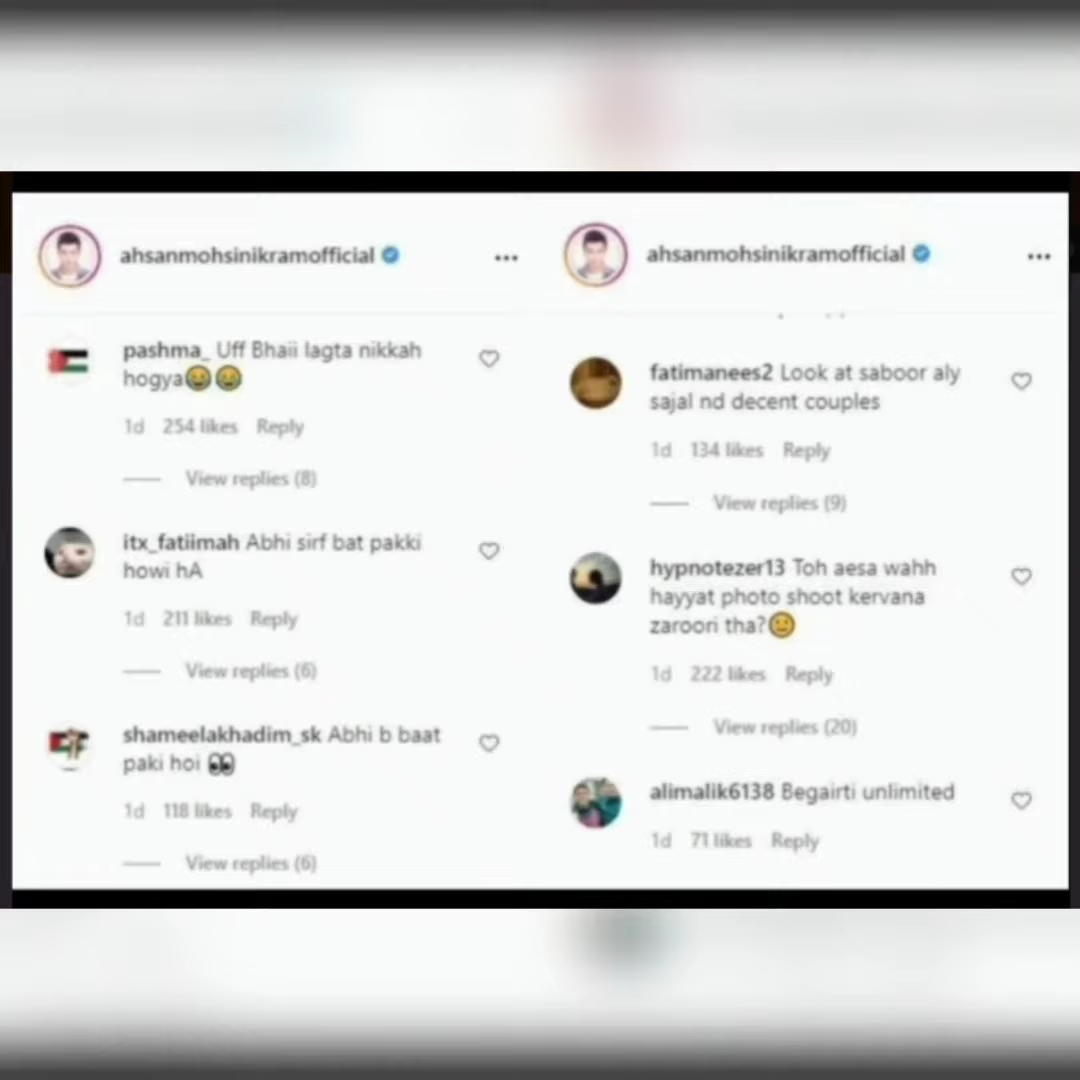 ahsanmohsinikramofficial
pashma_ Uff Bhaii lagta nikkah
hogya😂😂
1d 254 likes Reply
View replies (8)
itx_fatiimah Abhi sirf bat pakki
howi hA
1d 211 likes Reply
View replies (6)
shameelakhadim_sk Abhi b baat
paki hoi 👀
1d 118 likes Reply
View replies (6)
ahsanmohsinikramofficial
fatimanees2 Look at saboor aly
sajal nd decent couples
1d 134 likes Reply
View replies (9)
hypnotezer13 Toh aesa wahh
hayyat photo shoot kervana
zaroori tha?😐
1d 222 likes Reply
View replies (20)
alimalik6138 Begairti unlimited
1d 71 likes Reply